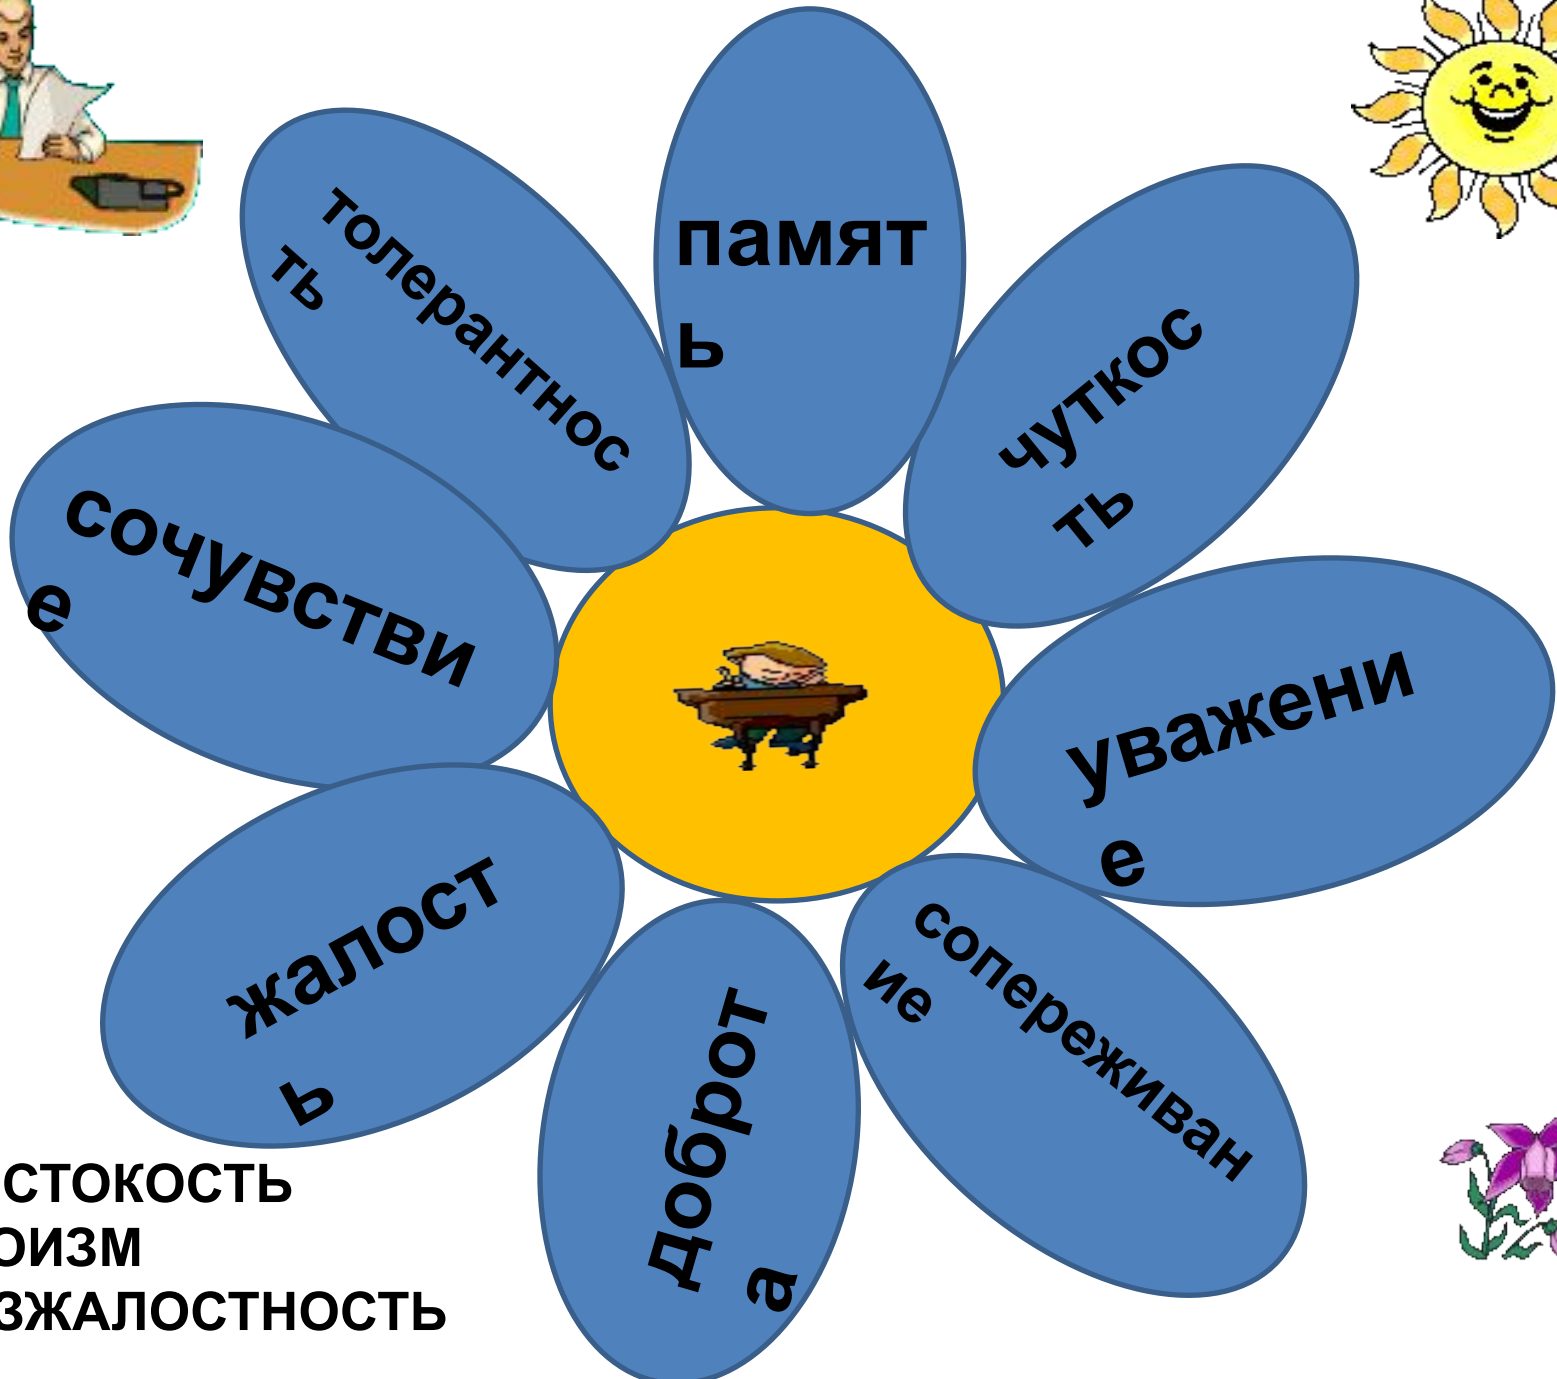 памят
ь
толерантнос
ть
чуткос
ть
сочувстви
е
уважени
е
жалост
ь
Доброт
а
сопереживан
ие
СТОКОСТЬ
ОИЗМ
ЗЖАЛОСТНОСТЬ